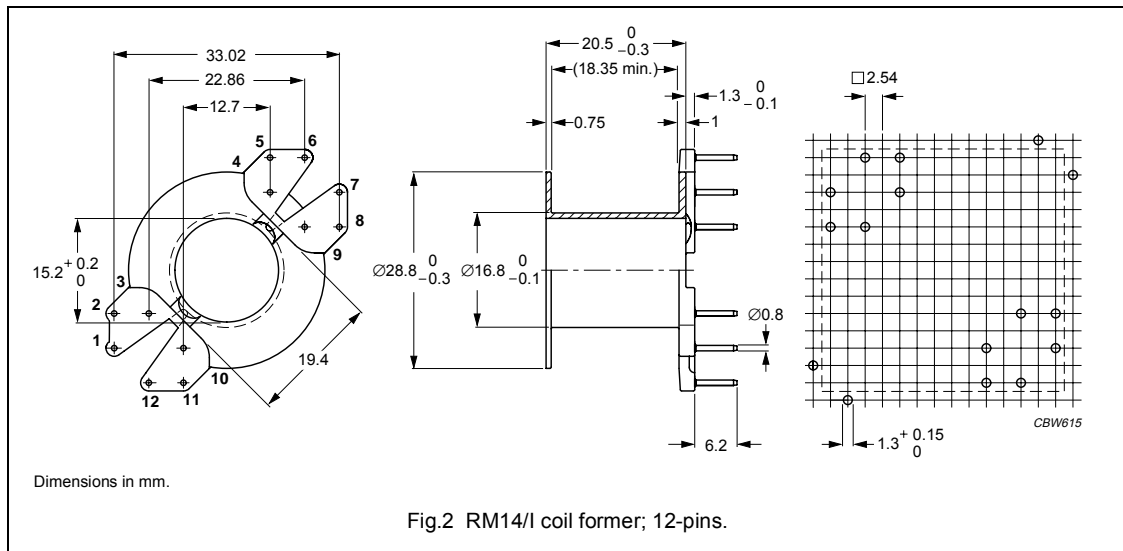 33.02
22.86
12.7
5 6
4
7
8
9
15.2 +0.2 0
3
2
1
10
12 11
19.4
20.5 0 −0.3
(18.35 min.)
1.3 0 −0.1
0.75
1
Ø28.8 0 −0.3
Ø16.8 0 −0.1
Ø0.8
6.2
□2.54
1.3 +0.15 0
CBW615
Dimensions in mm.
Fig.2 RM14/I coil former; 12-pins.